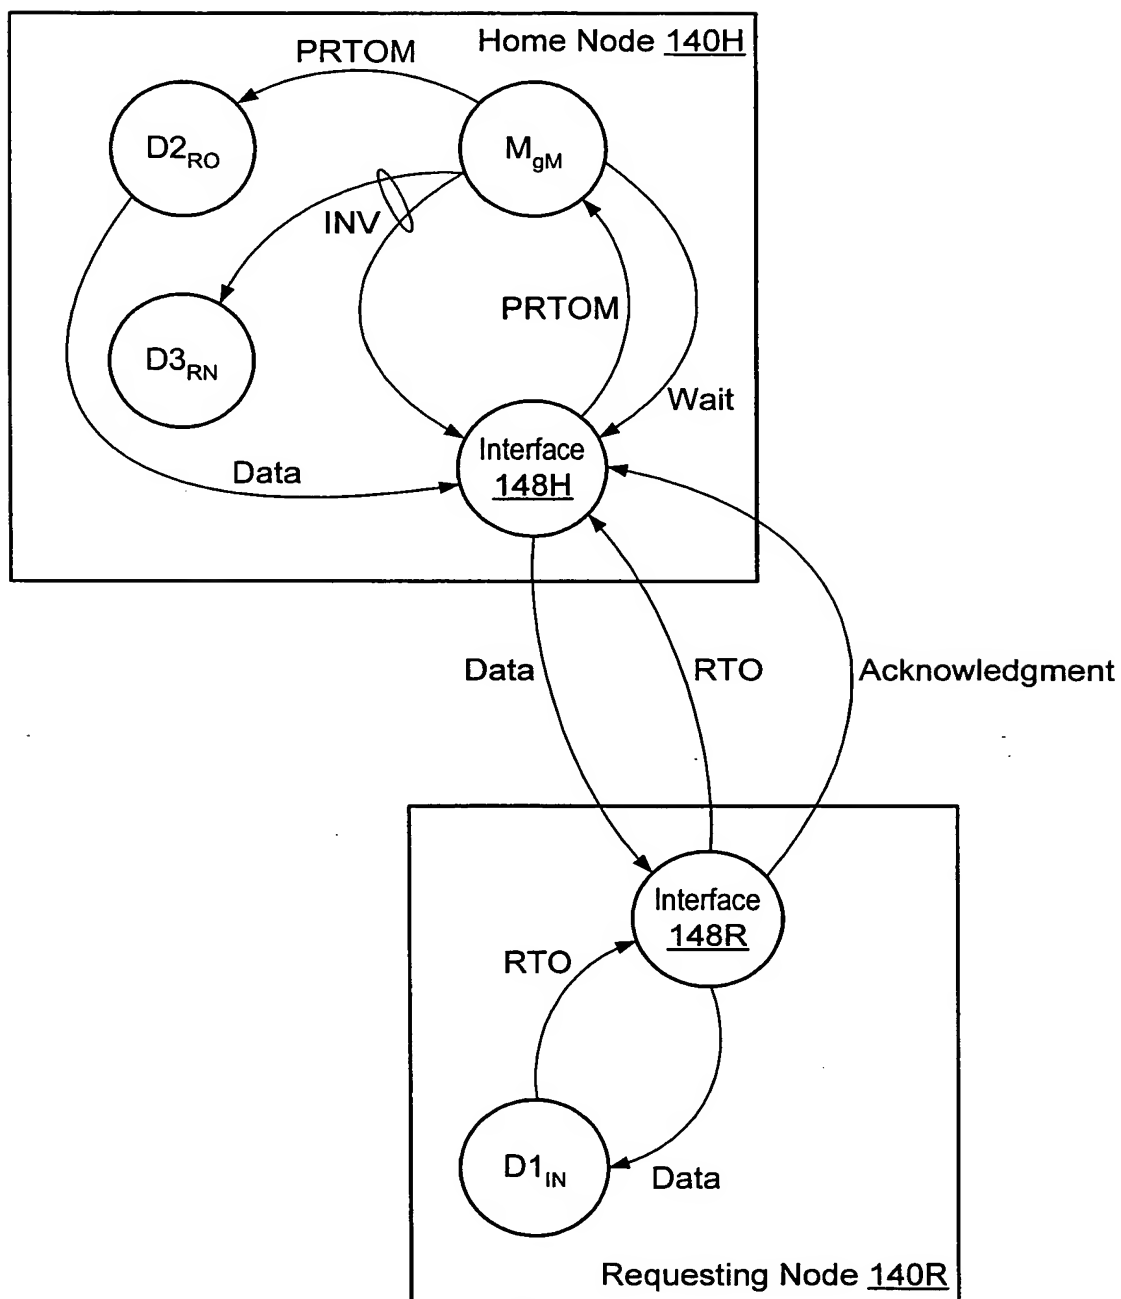 Home Node 140H
PRTOM
D2RO
MgM
INV
D3RN
PRTOM
Wait
Interface
148H
Data
Data
RTO
Acknowledgment
Interface
148R
RTO
D1IN
Data
Requesting Node 140R